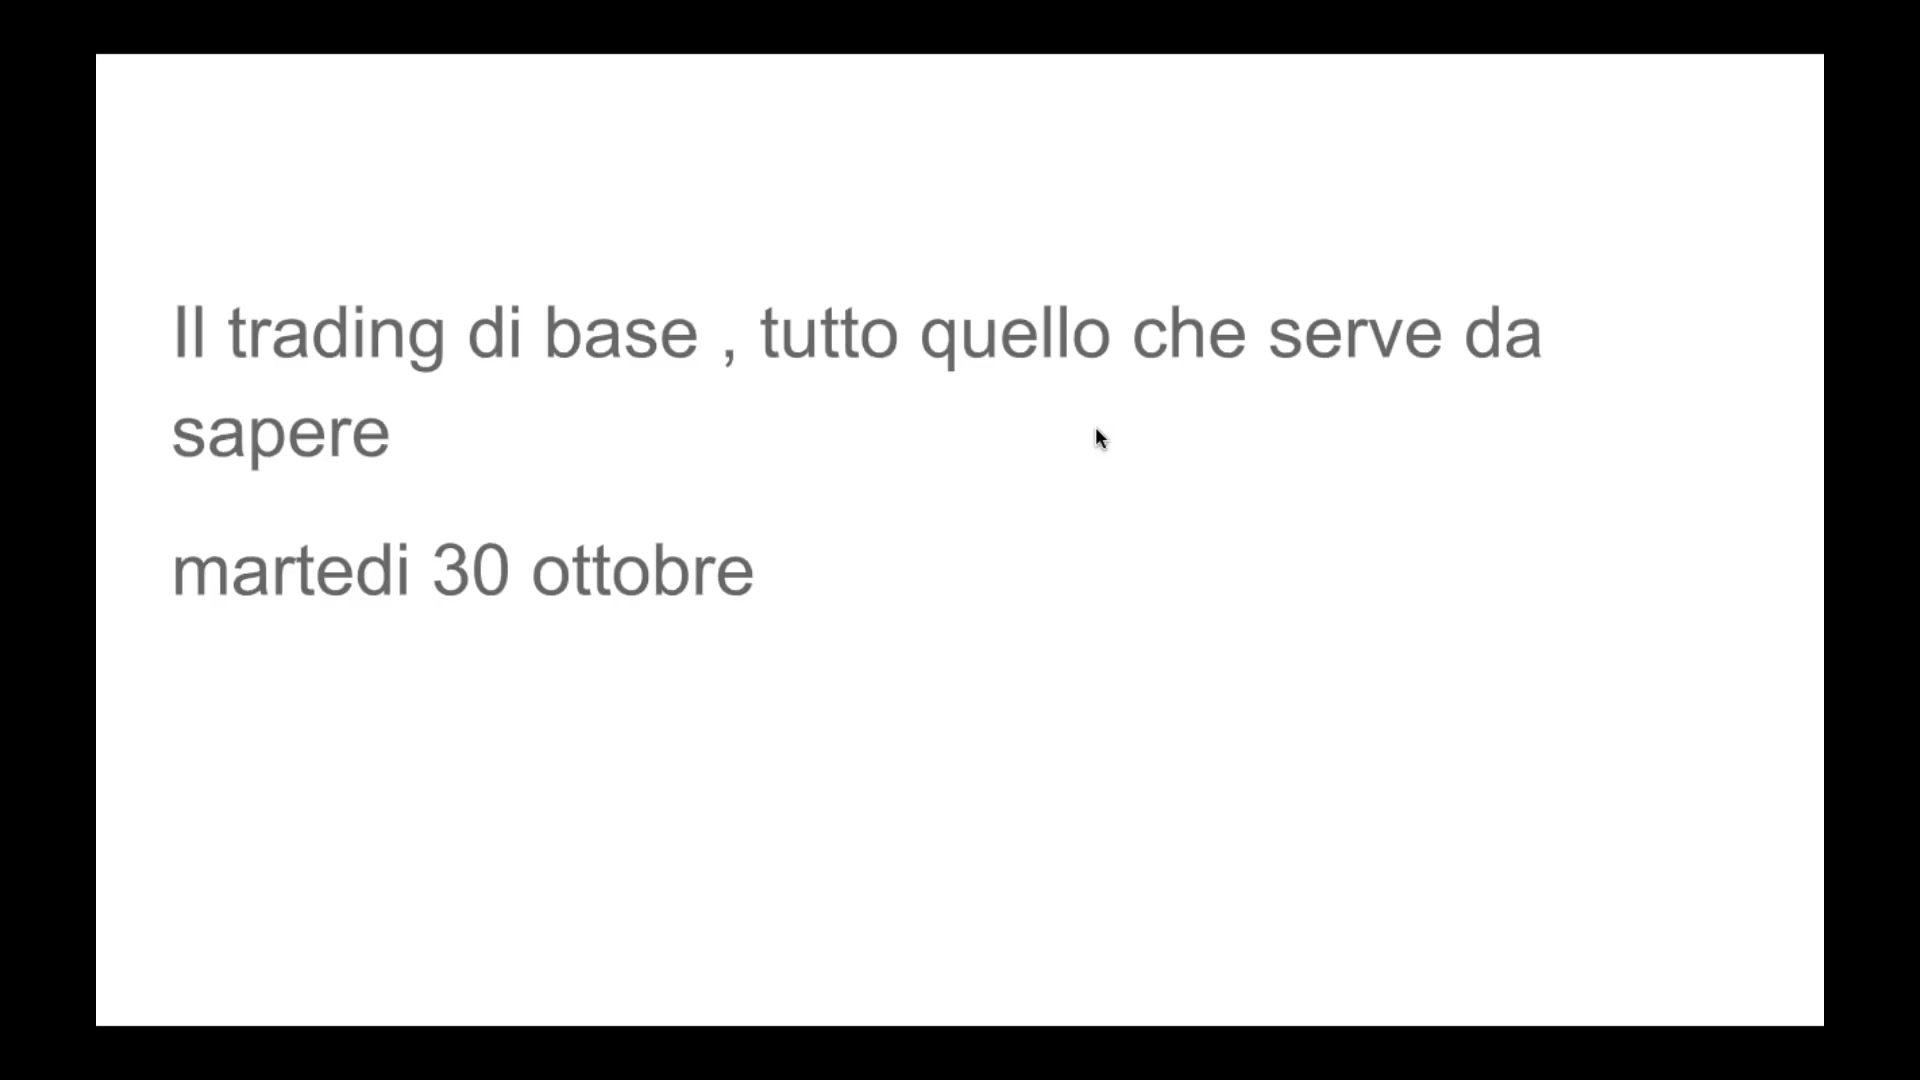 Il trading di base , tutto quello che serve da
sapere
martedi 30 ottobre